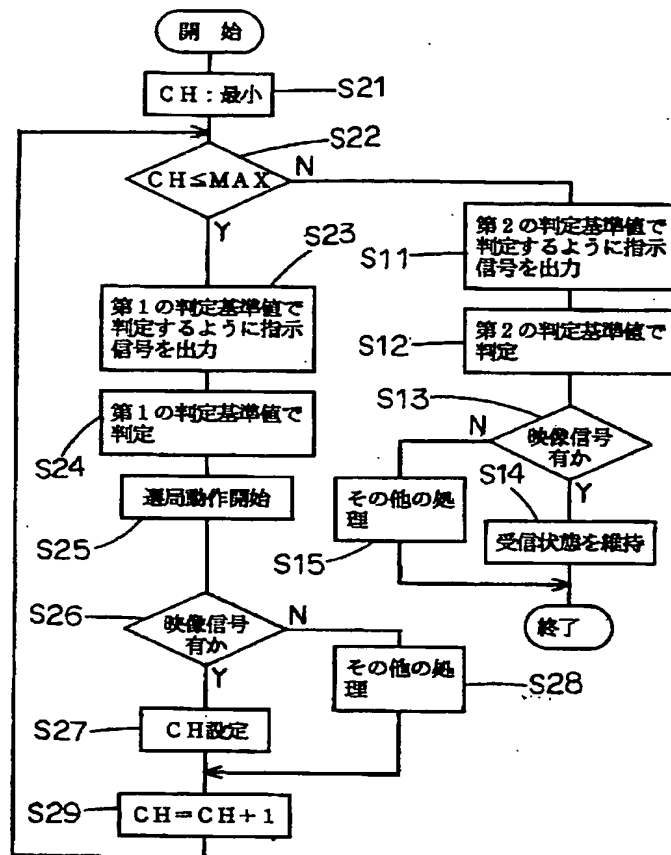 開 始
CH:最小
S21
S22
CH≦MAX
N
Y
S23
第1の判定基準値で
判定するように指示
信号を出力
第1の判定基準値で
判定
S24
選局動作開始
S25
S26
映像信号
有か
N
Y
その他の処
理
S28
S27
CH設定
S29
CH=CH+1
第2の判定基準値で
判定するように指示
信号を出力
S11
第2の判定基準値で
判定
S12
S13
映像信号
有か
N
Y
S14
その他の処
理
S15
受信状態を維持
終了